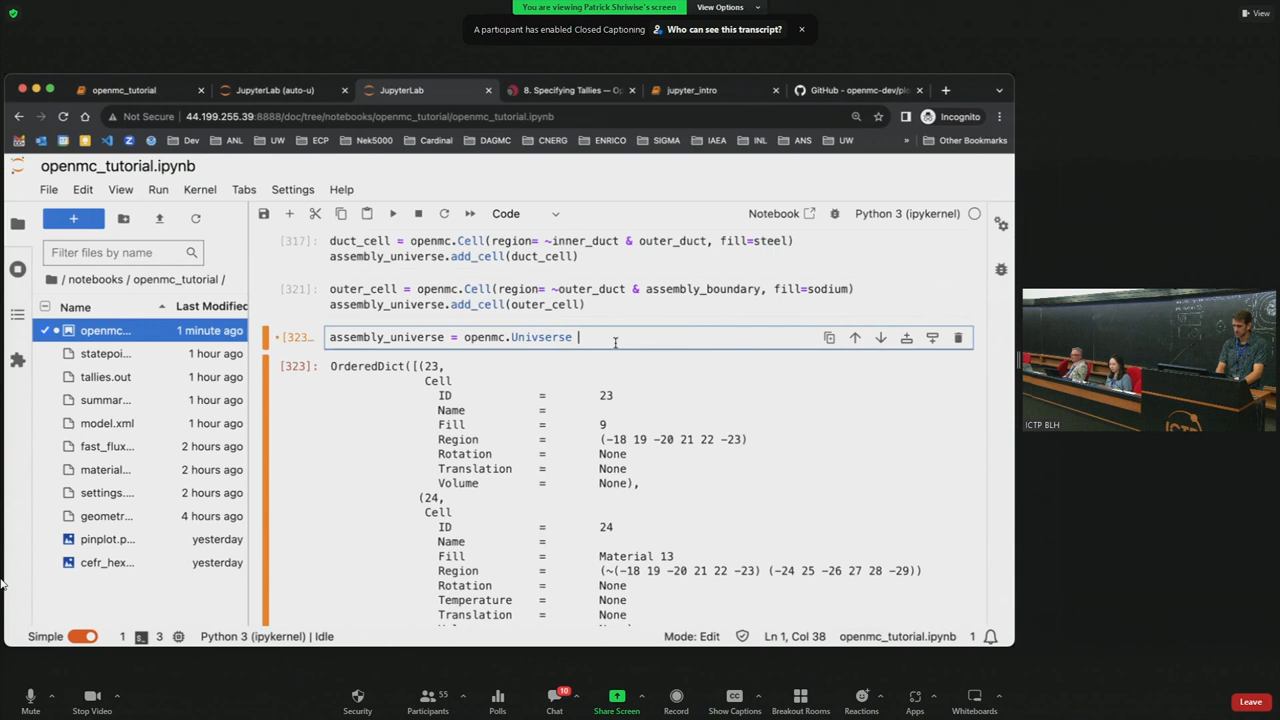 You are viewing Patrick Shriwise's screen View Options
View
A participant has enabled Closed Captioning Who can see this transcript?
openmc_tutorial JupyterLab (auto-u) JupyterLab 8. Specifying Tallies — Op jupyter_intro GitHub - openmc-dev/plo
Not Secure 44.199.255.39:8888/doc/tree/notebooks/openmc_tutorial/openmc_tutorial.ipynb Incognito
Dev ANL UW ECP Nek5000 Cardinal DAGMC CNERG ENRICO SIGMA IAEA INL ANS UW » Other Bookmarks
openmc_tutorial.ipynb
File Edit View Run Kernel Tabs Settings Help
Code Notebook Python 3 (ipykernel)
Filter files by name
/ notebooks / openmc_tutorial /
Name Last Modified
openmc... 1 minute ago
statepoi... 1 hour ago
tallies.out 1 hour ago
summar... 1 hour ago
model.xml 1 hour ago
fast_flux... 2 hours ago
material... 2 hours ago
settings.... 2 hours ago
geometr... 4 hours ago
pinplot.p... yesterday
cefr_hex... yesterday
[317]: duct_cell = openmc.Cell(region= ~inner_duct & outer_duct, fill=steel)
assembly_universe.add_cell(duct_cell)
[321]: outer_cell = openmc.Cell(region= ~outer_duct & assembly_boundary, fill=sodium)
assembly_universe.add_cell(outer_cell)
[323... assembly_universe = openmc.Univserse
[323]: OrderedDict([(23,
Cell
ID = 23
Name =
Fill = 9
Region = (-18 19 -20 21 22 -23)
Rotation = None
Translation = None
Volume = None),
(24,
Cell
ID = 24
Name =
Fill = Material 13
Region = (~(-18 19 -20 21 22 -23) (-24 25 -26 27 28 -29))
Rotation = None
Temperature = None
Translation = None
Simple 1 3 Python 3 (ipykernel) | Idle Mode: Edit Ln 1, Col 38 openmc_tutorial.ipynb 1
ICTP BLH
ICTP
Mute Stop Video Security 55 Participants Polls 10 Chat Share Screen Record CC Show Captions Breakout Rooms Reactions Apps Whiteboards Leave